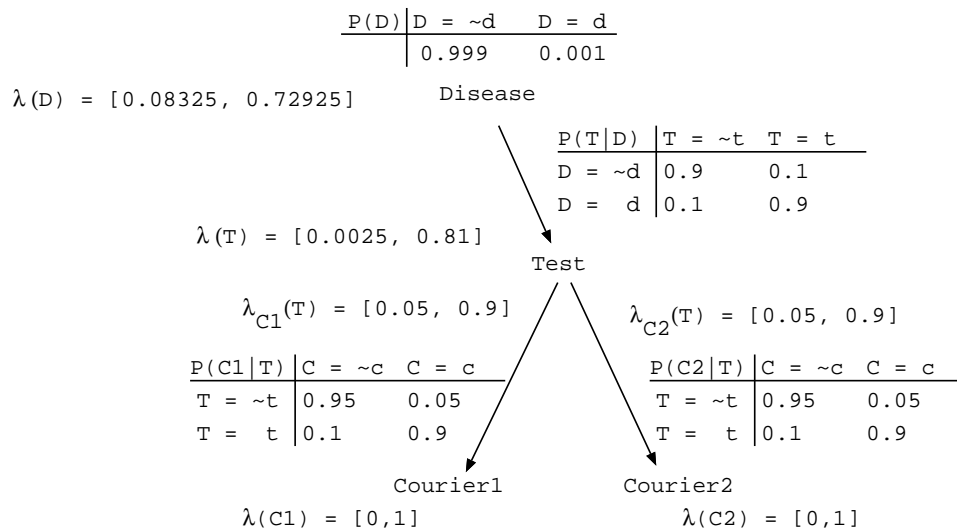 P(D) D = ~d D = d
0.999 0.001
λ(D) = [0.08325, 0.72925]
Disease
P(T|D) T = ~t T = t
D = ~d 0.9 0.1
D = d 0.1 0.9
λ(T) = [0.0025, 0.81]
Test
λC1(T) = [0.05, 0.9]
λC2(T) = [0.05, 0.9]
P(C1|T) C = ~c C = c
T = ~t 0.95 0.05
T = t 0.1 0.9
P(C2|T) C = ~c C = c
T = ~t 0.95 0.05
T = t 0.1 0.9
Courier1
Courier2
λ(C1) = [0,1]
λ(C2) = [0,1]